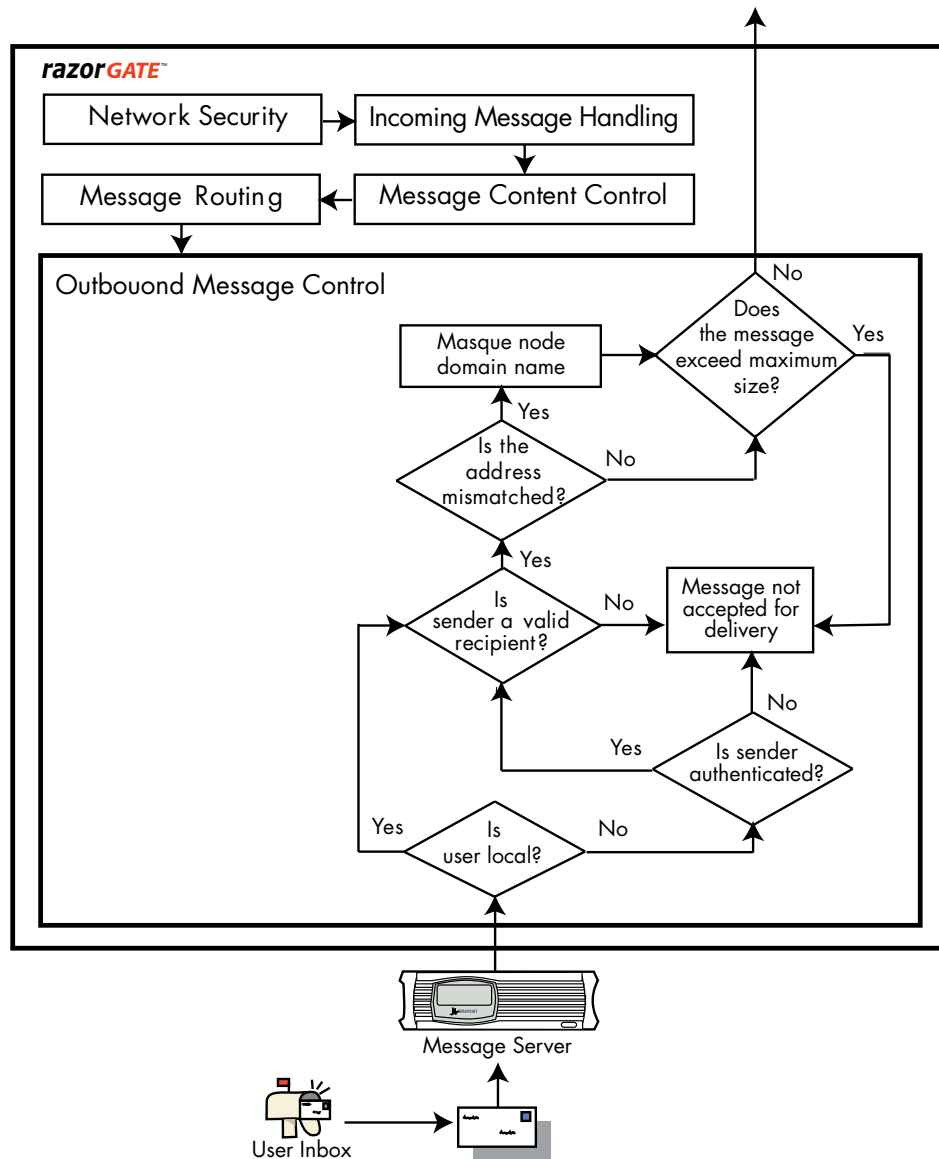 razorGATE™
Network Security
Incoming Message Handling
Message Routing
Message Content Control
Outbouond Message Control
No
Does
the message
exceed maximum
size?
Yes
Masque node
domain name
Yes
Is the
address
mismatched?
No
Yes
Is
sender a valid
recipient?
No
Message not
accepted for
delivery
No
Yes
Is sender
authenticated?
Yes
Is
user local?
No
MIRAPOINT
Message Server
User Inbox